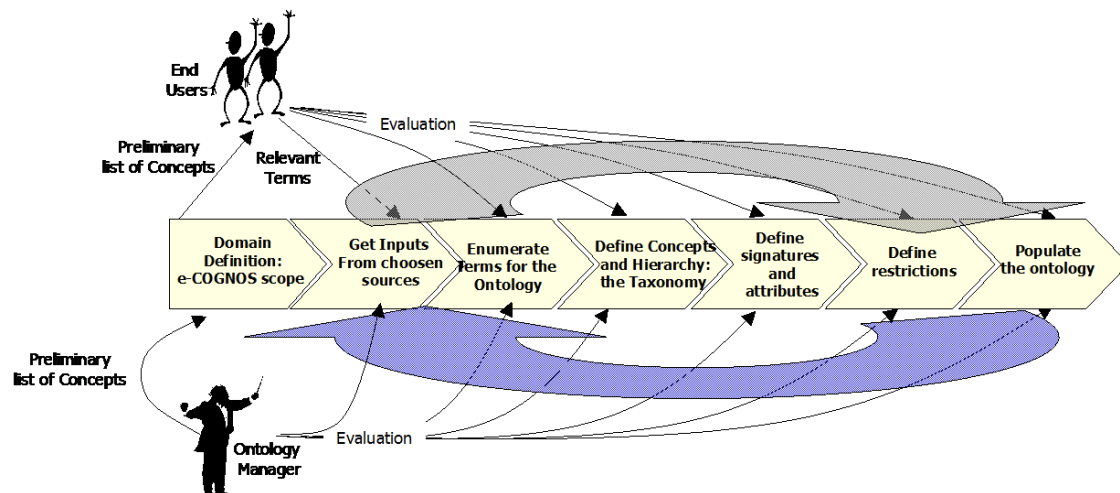 End
Users
Evaluation
Preliminary
list of Concepts
Relevant
Terms
Domain
Definition:
e-COGNOS scope
Get Inputs
From choosen
sources
Enumerate
Terms for the
Ontology
Define Concepts
and Hierarchy:
the Taxonomy
Define
signatures
and
attributes
Define
restrictions
Populate
the ontology
Preliminary
list of Concepts
Evaluation
Ontology
Manager